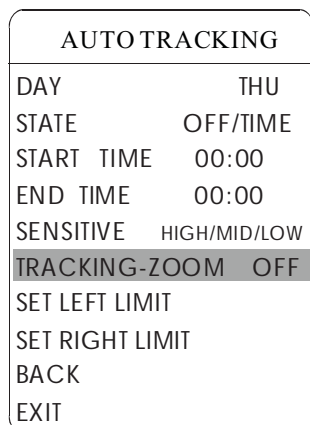 AUTO TRACKING
DAY THU
STATE OFF/TIME
START TIME 00:00
END TIME 00:00
SENSITIVE HIGH/MID/LOW
TRACKING-ZOOM OFF
SET LEFT LIMIT
SET RIGHT LIMIT
BACK
EXIT